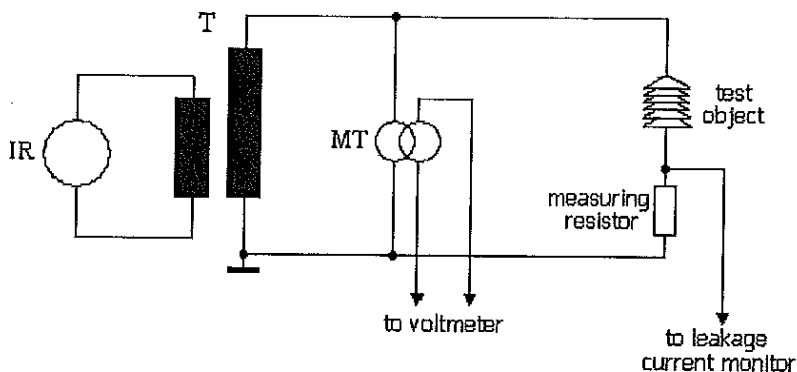 T
IR
MT
test
object
measuring
resistor
to voltmeter
to leakage
current monitor